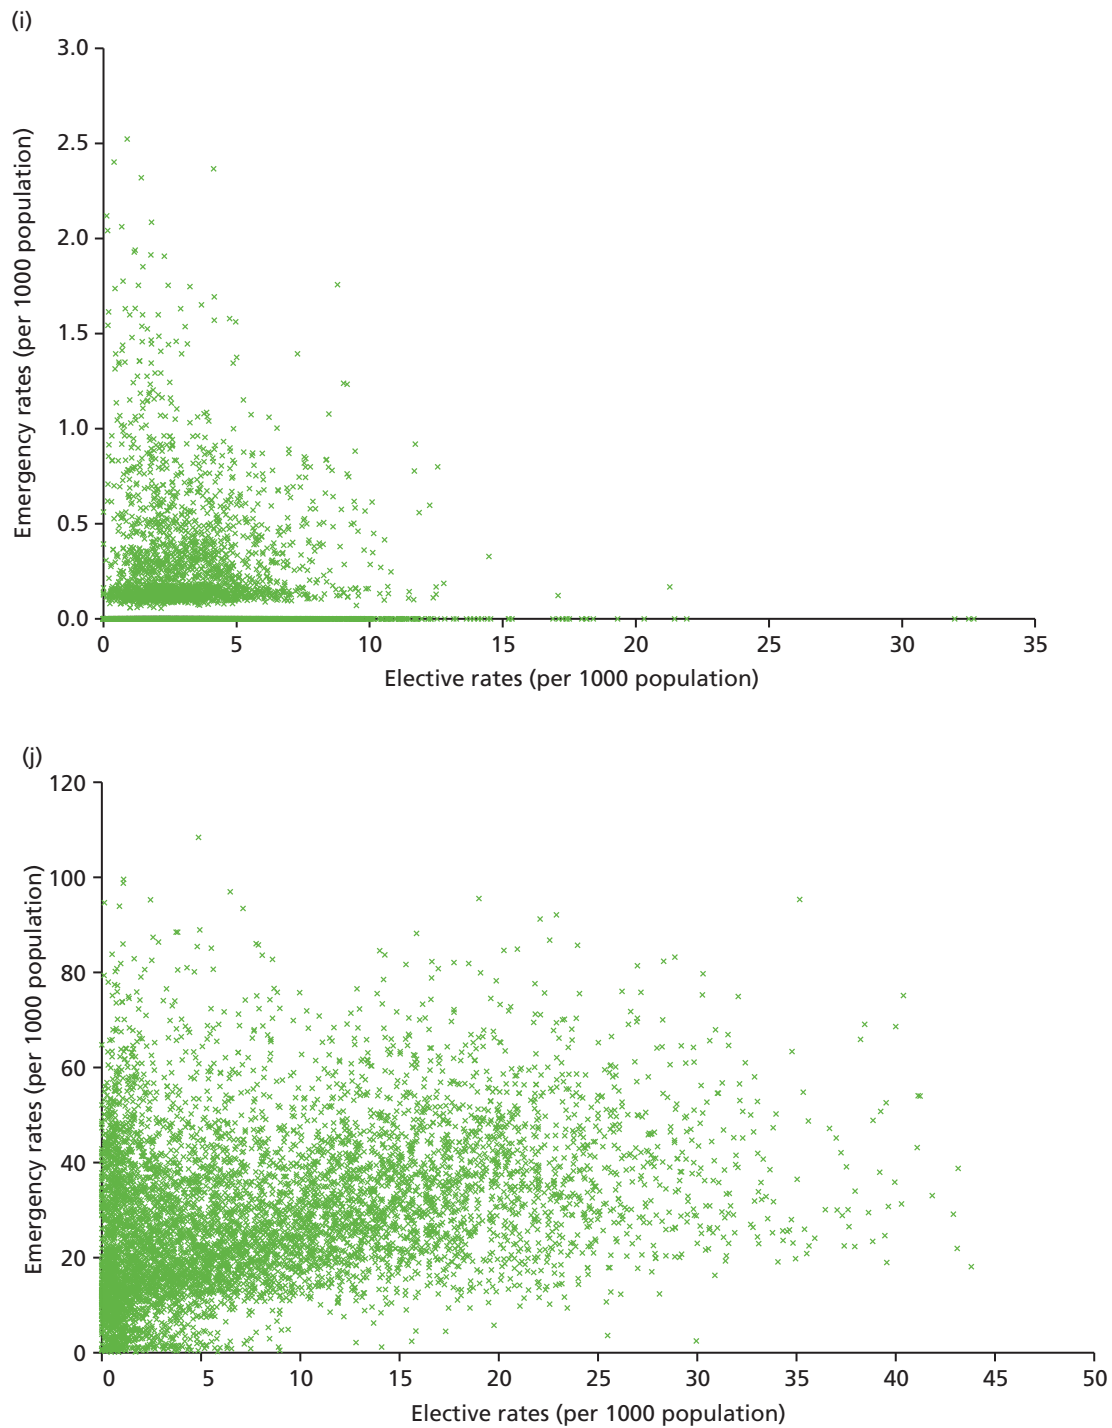 (i)
3.0
2.5
2.0
1.5
1.0
0.5
0.0
Emergency rates (per 1000 population)
0 5 10 15 20 25 30 35
Elective rates (per 1000 population)
(j)
120
100
80
60
40
20
0
Emergency rates (per 1000 population)
0 5 10 15 20 25 30 35 40 45 50
Elective rates (per 1000 population)